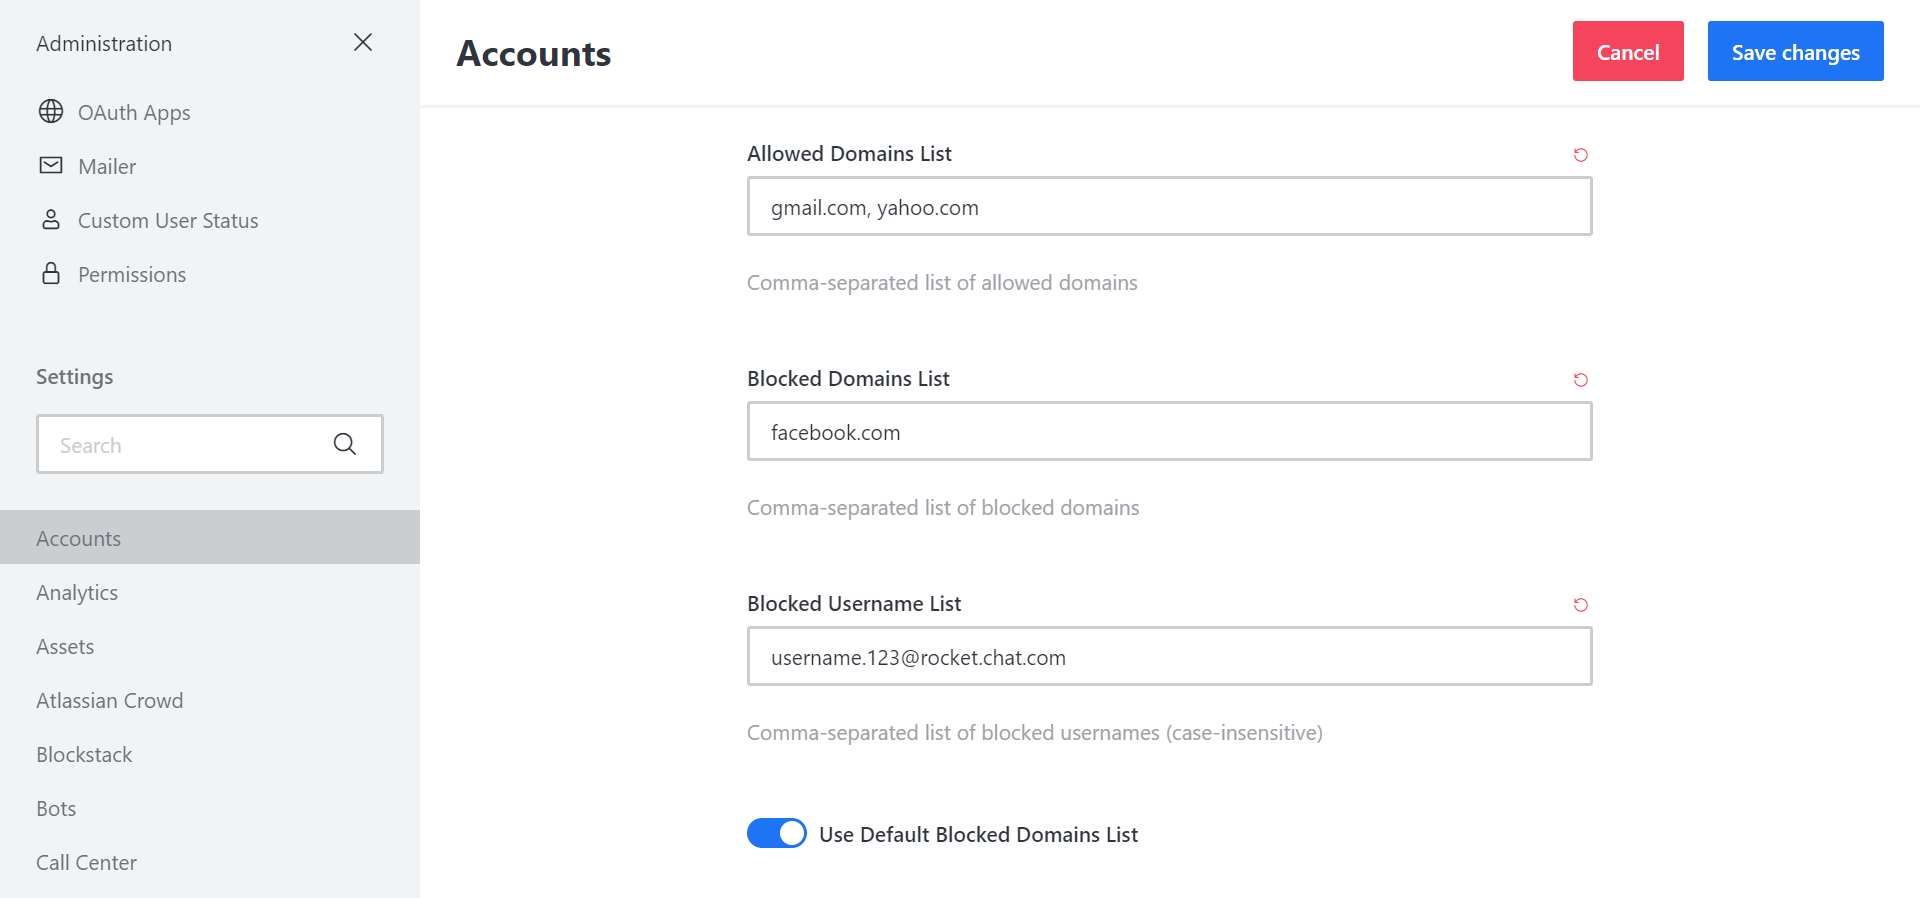 Administration
OAuth Apps
Mailer
Custom User Status
Permissions
Settings
Search
Accounts
Analytics
Assets
Atlassian Crowd
Blockstack
Bots
Call Center
Accounts
Cancel
Save changes
Allowed Domains List
gmail.com, yahoo.com
Comma-separated list of allowed domains
Blocked Domains List
facebook.com
Comma-separated list of blocked domains
Blocked Username List
username.123@rocket.chat.com
Comma-separated list of blocked usernames (case-insensitive)
Use Default Blocked Domains List